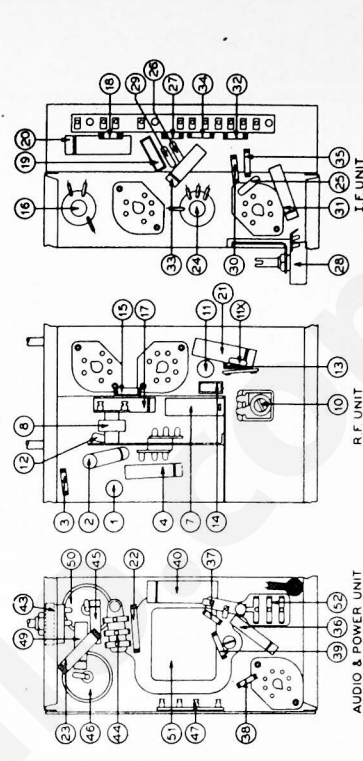 49 43 50 45 22 40 37
23 46 44 47 51 38 39 36 52
AUDIO & POWER UNIT
3 2 12 8 15 17 11 21 11X
1 4 7 14 10 13
R.F. UNIT
16 20 19 18 29 26 27 34 32
33 24 30 28 31 25 35
I.F. UNIT